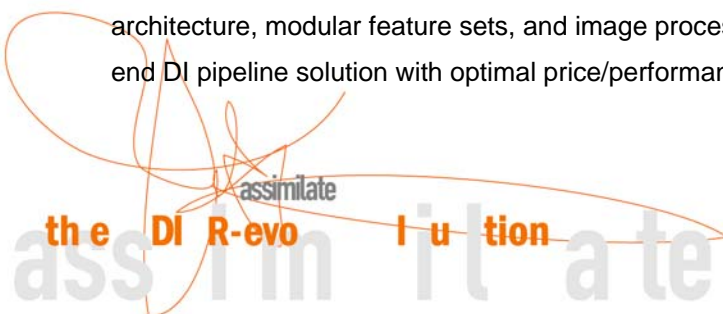 architecture, modular feature sets, and image proces
end DI pipeline solution with optimal price/performan
assimilate
the DI R-evo l u tion
ass i m i l a te